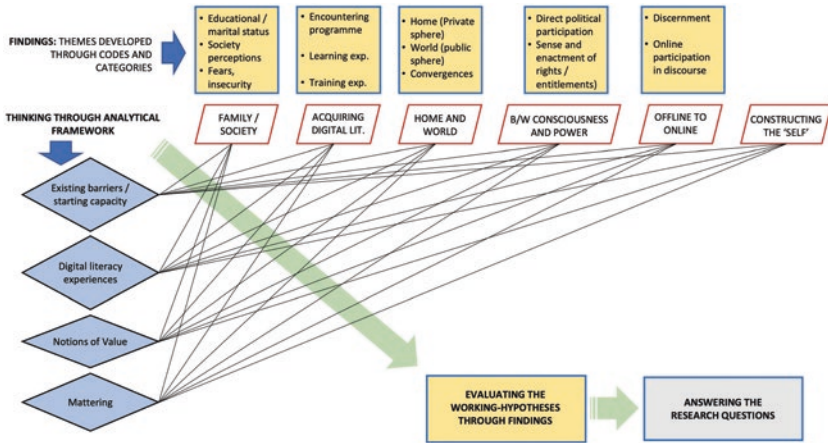 FINDINGS: THEMES DEVELOPED
THROUGH CODES AND
CATEGORIES
• Educational /
marital status
• Society
perceptions
• Fears,
insecurity
• Encountering
programme
• Learning exp.
• Training exp.
• Home (Private
sphere)
• World (public
sphere)
• Convergences
• Direct political
participation
• Sense and
enactment of
rights /
entitlements)
• Discernment
• Online
participation
in discourse
THINKING THROUGH ANALYTICAL
FRAMEWORK
FAMILY /
SOCIETY
ACQUIRING
DIGITAL LIT.
HOME AND
WORLD
B/W CONSCIOUSNESS
AND POWER
OFFLINE TO
ONLINE
CONSTRUCTING
THE ‘SELF’
Existing barriers /
starting capacity
Digital literacy
experiences
Notions of Value
Mattering
EVALUATING THE
WORKING-HYPOTHESES
THROUGH FINDINGS
ANSWERING THE
RESEARCH QUESTIONS